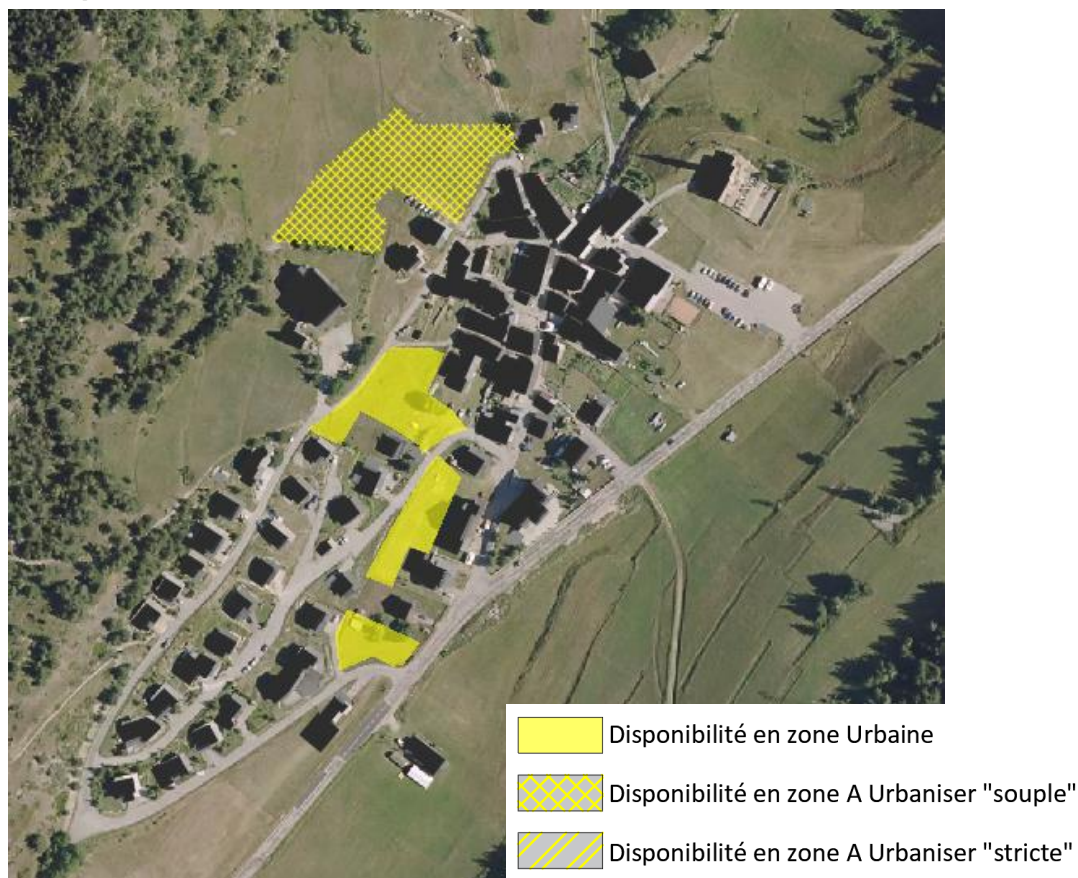 Disponibilité en zone Urbaine
Disponibilité en zone A Urbaniser "souple"
Disponibilité en zone A Urbaniser "stricte"